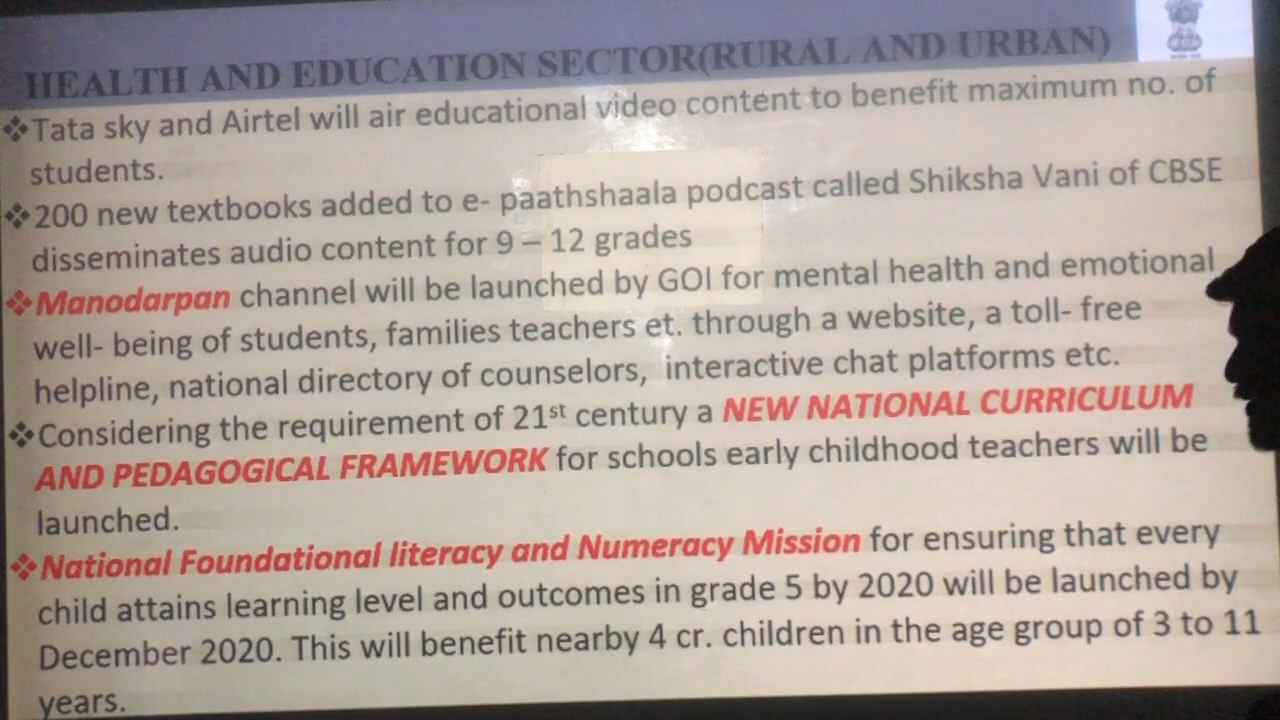 HEALTH AND EDUCATION SECTOR(RURAL AND URBAN)
❖Tata sky and Airtel will air educational video content to benefit maximum no. of
students.
❖200 new textbooks added to e- paathshaala podcast called Shiksha Vani of CBSE
disseminates audio content for 9 – 12 grades
❖Manodarpan channel will be launched by GOI for mental health and emotional
well- being of students, families teachers et. through a website, a toll- free
helpline, national directory of counselors, interactive chat platforms etc.
❖Considering the requirement of 21st century a NEW NATIONAL CURRICULUM
AND PEDAGOGICAL FRAMEWORK for schools early childhood teachers will be
launched.
❖National Foundational literacy and Numeracy Mission for ensuring that every
child attains learning level and outcomes in grade 5 by 2020 will be launched by
December 2020. This will benefit nearby 4 cr. children in the age group of 3 to 11
years.